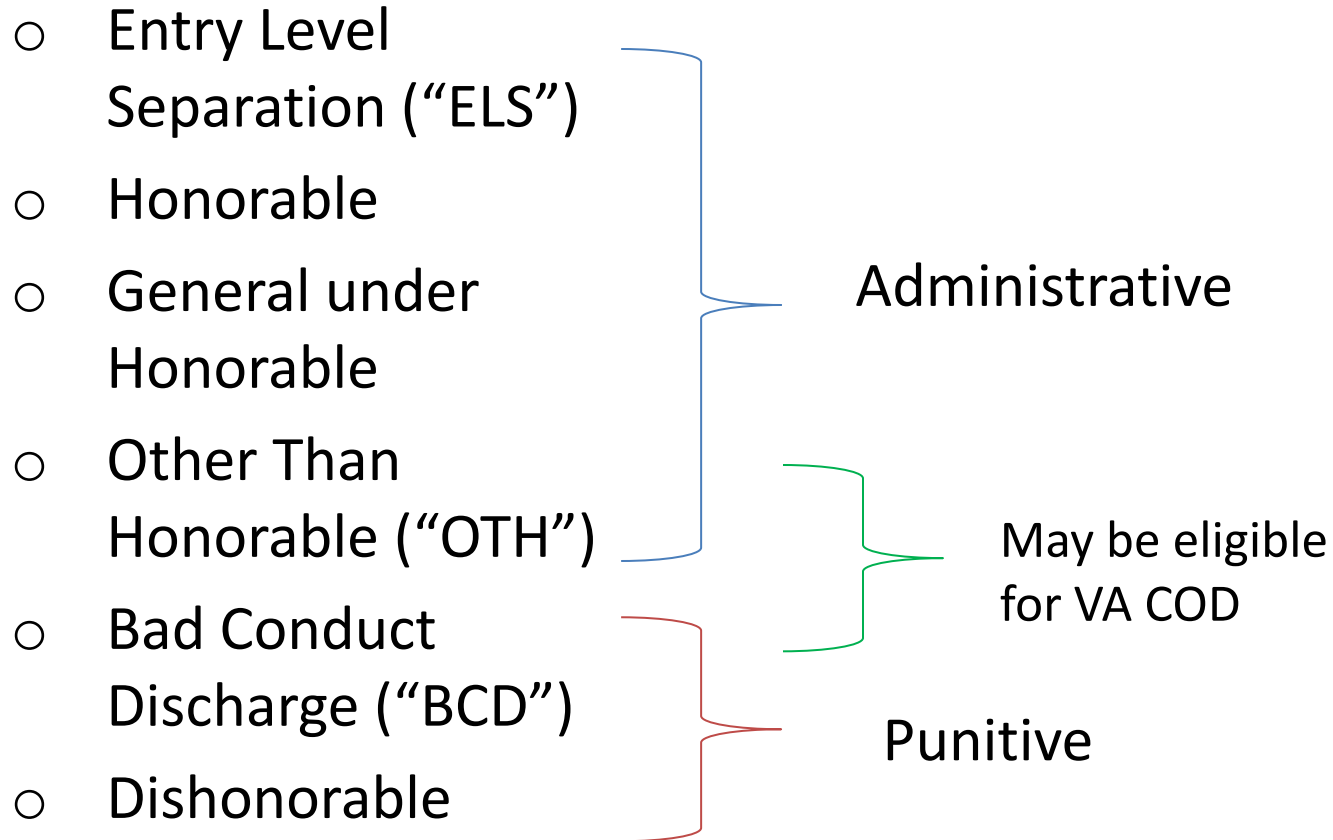 ○ Entry Level
Separation (“ELS”)
○ Honorable
○ General under
Honorable
○ Other Than
Honorable (“OTH”)
○ Bad Conduct
Discharge (“BCD”)
○ Dishonorable
Administrative
May be eligible
for VA COD
Punitive